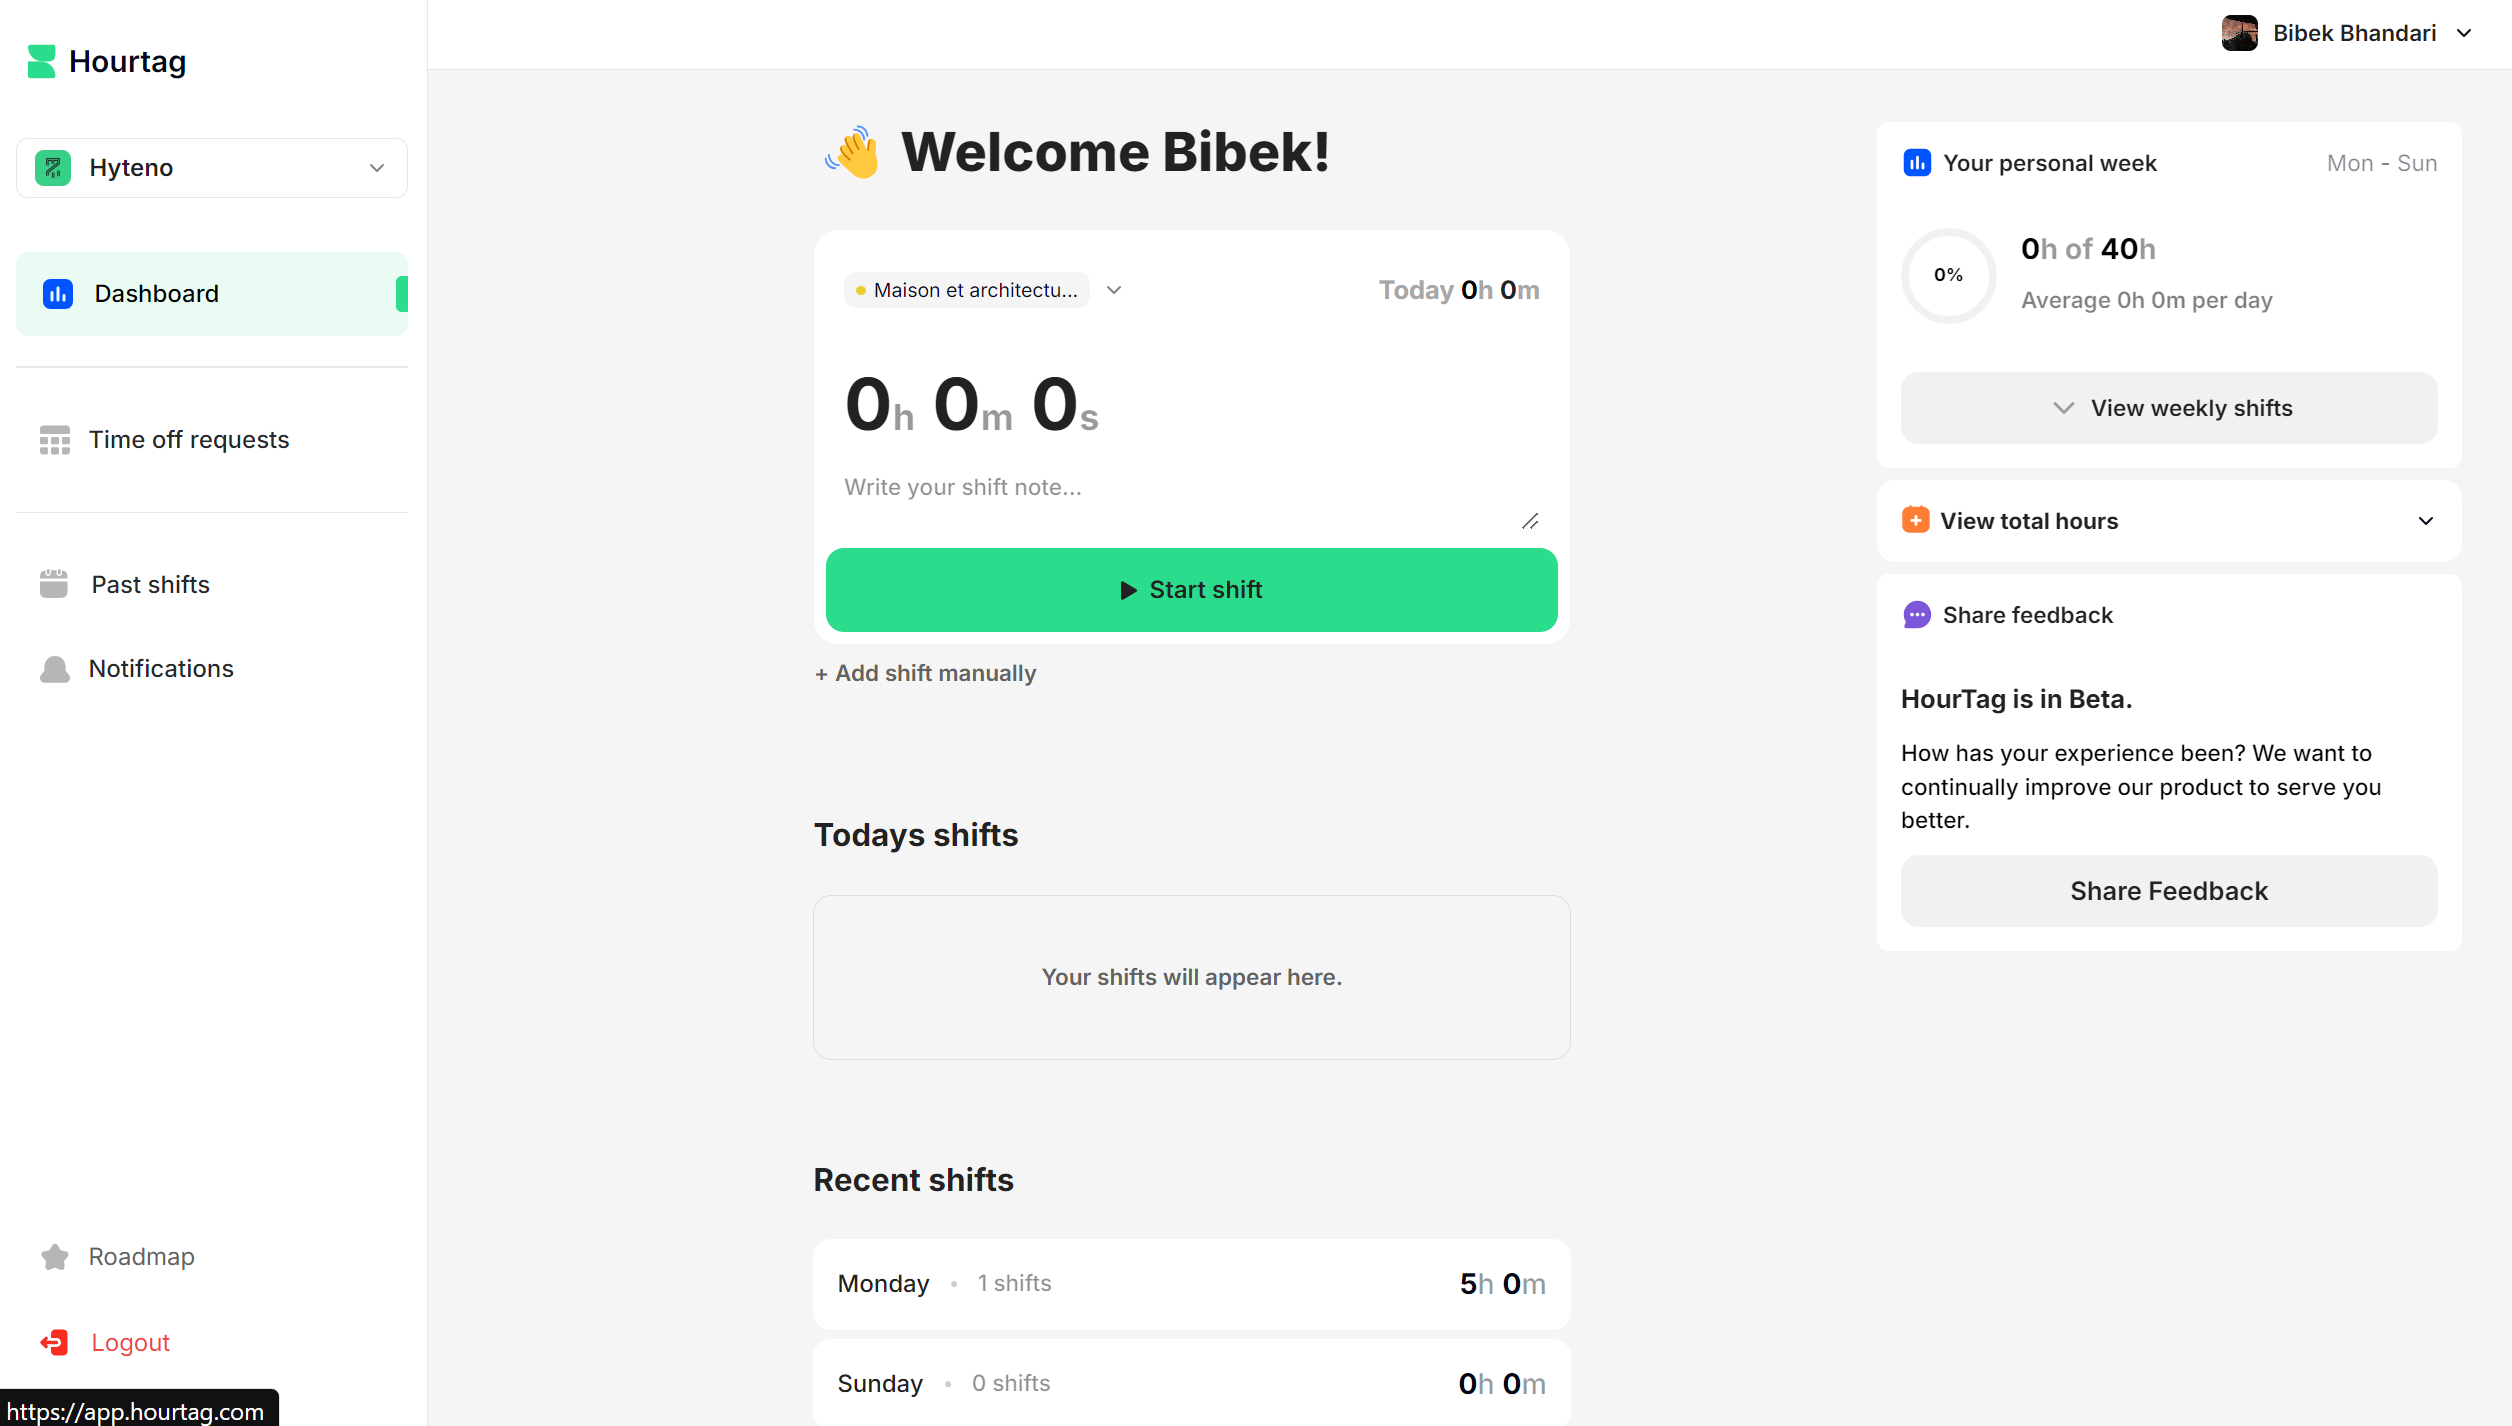 Hourtag
Hyteno
Dashboard
Time off requests
Past shifts
Notifications
Roadmap
Logout
https://app.hourtag.com
Bibek Bhandari
👋 Welcome Bibek!
Maison et architectu...
Today 0h 0m
0h 0m 0s
Write your shift note...
Start shift
+ Add shift manually
Todays shifts
Your shifts will appear here.
Recent shifts
Monday • 1 shifts
5h 0m
Sunday • 0 shifts
0h 0m
Your personal week
Mon - Sun
0%
0h of 40h
Average 0h 0m per day
View weekly shifts
View total hours
Share feedback
HourTag is in Beta.
How has your experience been? We want to
continually improve our product to serve you
better.
Share Feedback